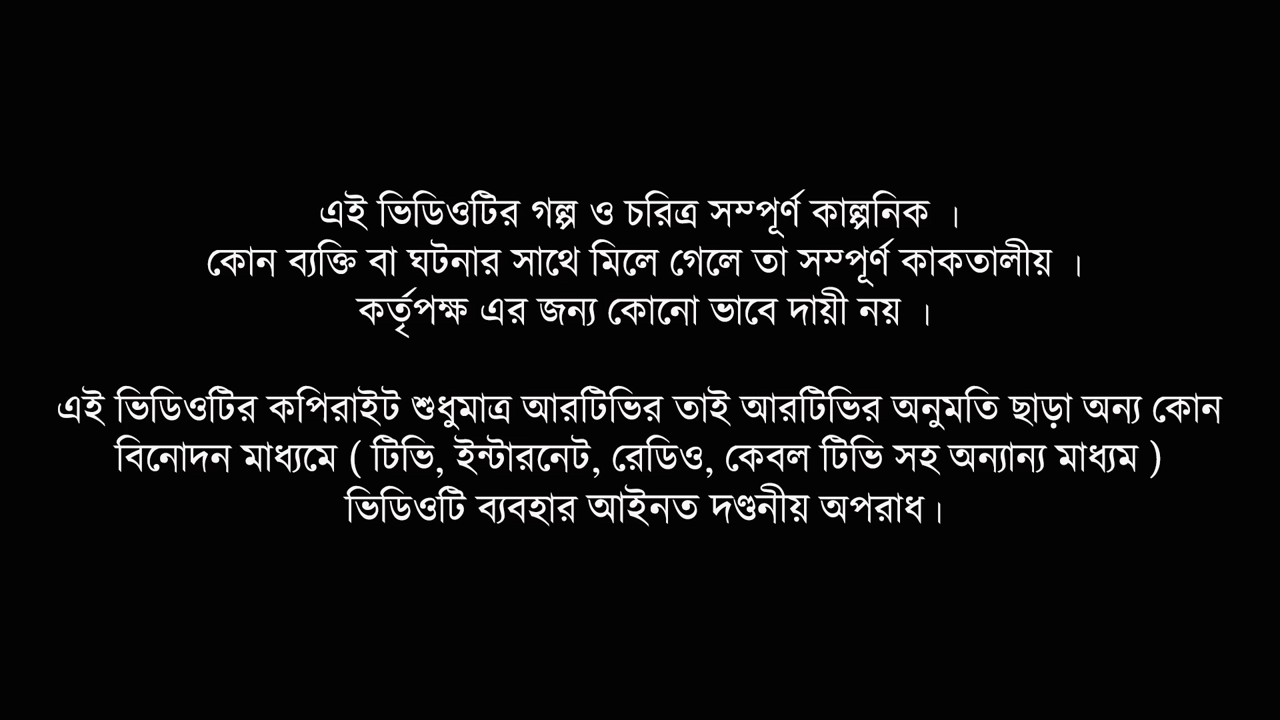 এই ভিডিওটির গল্প ও চরিত্র সম্পূর্ণ কাল্পনিক ।
কোন ব্যক্তি বা ঘটনার সাথে মিলে গেলে তা সম্পূর্ণ কাকতালীয় ।
কর্তৃপক্ষ এর জন্য কোনো ভাবে দায়ী নয় ।
এই ভিডিওটির কপিরাইট শুধুমাত্র আরটিভির তাই আরটিভির অনুমতি ছাড়া অন্য কোন
বিনোদন মাধ্যমে ( টিভি, ইন্টারনেট, রেডিও, কেবল টিভি সহ অন্যান্য মাধ্যম )
ভিডিওটি ব্যবহার আইনত দণ্ডনীয় অপরাধ।